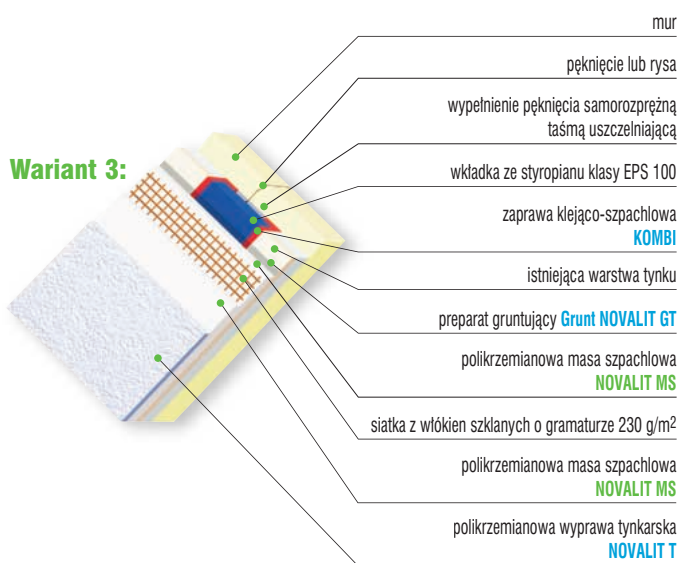 mur
pęknięcie lub rysa
wypełnienie pęknięcia samorozprężną
taśmą uszczelniającą
Wariant 3:
wkładka ze styropianu klasy EPS 100
zaprawa klejąco-szpachlowa
KOMBI
istniejąca warstwa tynku
preparat gruntujący Grunt NOVALIT GT
polikrzemianowa masa szpachlowa
NOVALIT MS
siatka z włókien szklanych o gramaturze 230 g/m2
polikrzemianowa masa szpachlowa
NOVALIT MS
polikrzemianowa wyprawa tynkarska
NOVALIT T